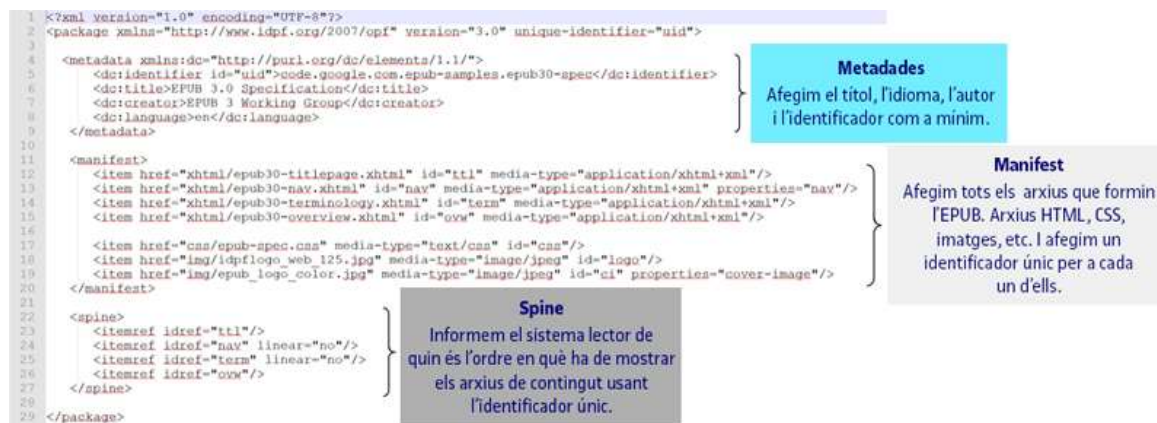 1 <?xml version="1.0" encoding="UTF-8"?>
2 <package xmlns="http://www.idpf.org/2007/opf" version="3.0" unique-identifier="uid">
3
4 <metadata xmlns:dc="http://purl.org/dc/elements/1.1/">
5 <dc:identifier id="uid">code.google.com.epub-samples.epub30-spec</dc:identifier>
6 <dc:title>EPUB 3.0 Specification</dc:title>
7 <dc:creator>EPUB 3 Working Group</dc:creator>
8 <dc:language>en</dc:language>
9 </metadata>
10
11 <manifest>
12 <item href="xhtml/epub30-titlepage.xhtml" id="ttl" media-type="application/xhtml+xml"/>
13 <item href="xhtml/epub30-nav.xhtml" id="nav" media-type="application/xhtml+xml" properties="nav"/>
14 <item href="xhtml/epub30-terminology.xhtml" id="term" media-type="application/xhtml+xml"/>
15 <item href="xhtml/epub30-overview.xhtml" id="ovw" media-type="application/xhtml+xml"/>
16
17 <item href="css/epub-spec.css" media-type="text/css" id="css"/>
18 <item href="img/idpflogo_web_125.jpg" media-type="image/jpeg" id="logo"/>
19 <item href="img/epub_logo_color.jpg" media-type="image/jpeg" id="ci" properties="cover-image"/>
20 </manifest>
21
22 <spine>
23 <itemref idref="ttl"/>
24 <itemref idref="nav" linear="no"/>
25 <itemref idref="term" linear="no"/>
26 <itemref idref="ovw"/>
27 </spine>
28
29 </package>
Metadades
Afegim el títol, l'idioma, l'autor
i l'identificador com a mínim.
Manifest
Afegim tots els arxius que formin
l'EPUB. Arxius HTML, CSS,
imatges, etc. I afegim un
identificador únic per a cada
un d'ells.
Spine
Informem el sistema lector de
quin és l'ordre en què ha de mostrar
els arxius de contingut usant
l'identificador únic.